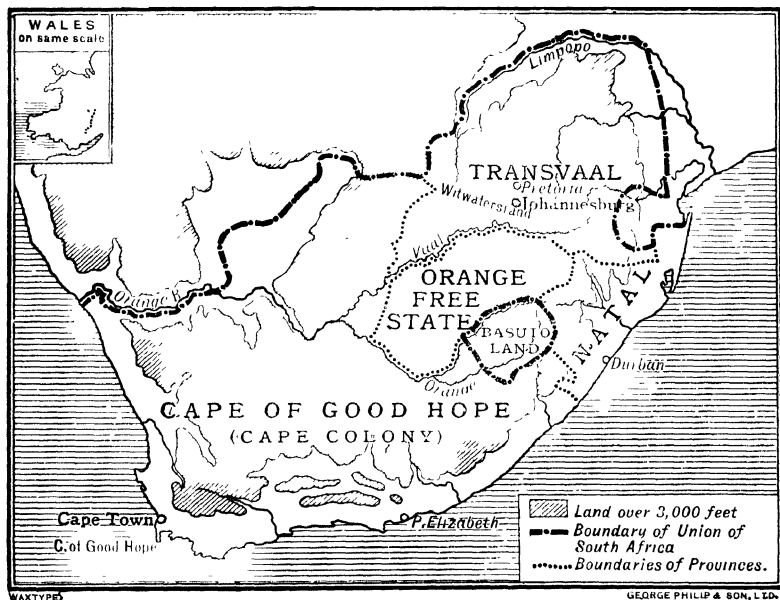 WALES
on same scale
Limpopo
TRANSVAAL
Pretoria
Witwatersrand
Johannesburg
Vaal
Orange R.
ORANGE
FREE
STATE
BASUTO
LAND
NATAL
Durban
Orange
CAPE OF GOOD HOPE
(CAPE COLONY)
Cape Town
P. Elizabeth
C. of Good Hope
Land over 3,000 feet
Boundary of Union of
South Africa
Boundaries of Provinces.
WAXTYPE
GEORGE PHILIP & SON, LTD.